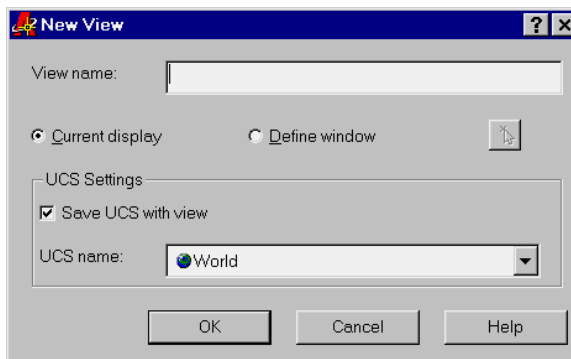 New View
View name:
Current display Define window
UCS Settings
Save UCS with view
UCS name: World
OK Cancel Help